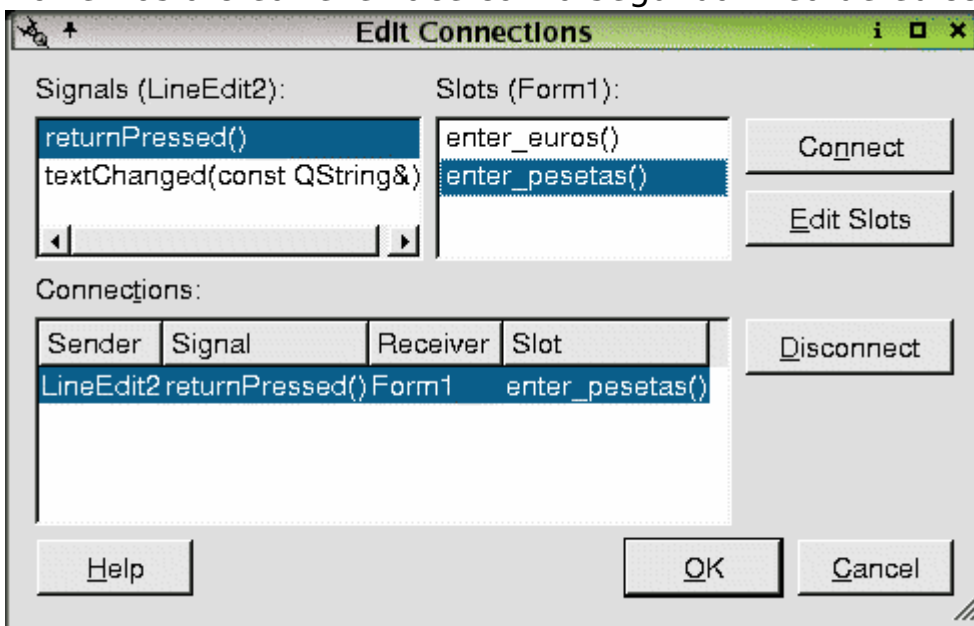 Edit Connections
Signals (LineEdit2):
Slots (Form1):
returnPressed()
textChanged(const QString&)
enter_euros()
enter_pesetas()
Connect
Edit Slots
Connections:
Sender Signal Receiver Slot
LineEdit2 returnPressed() Form1 enter_pesetas()
Disconnect
Help
OK
Cancel